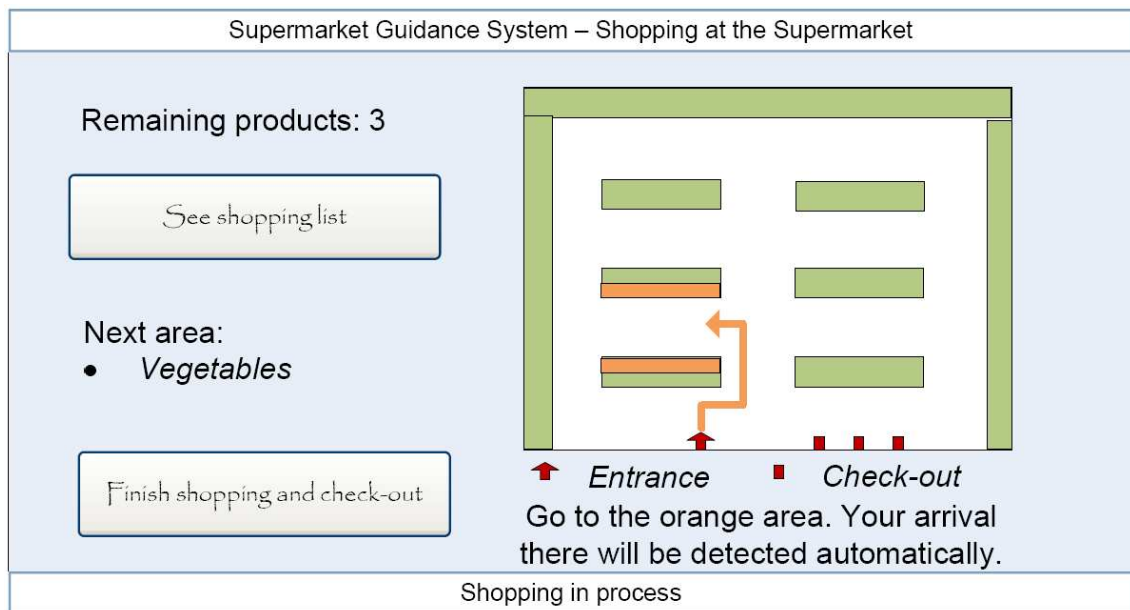 Supermarket Guidance System – Shopping at the Supermarket
Remaining products: 3
See shopping list
Next area:
• Vegetables
Finish shopping and check-out
Entrance
Check-out
Go to the orange area. Your arrival
there will be detected automatically.
Shopping in process